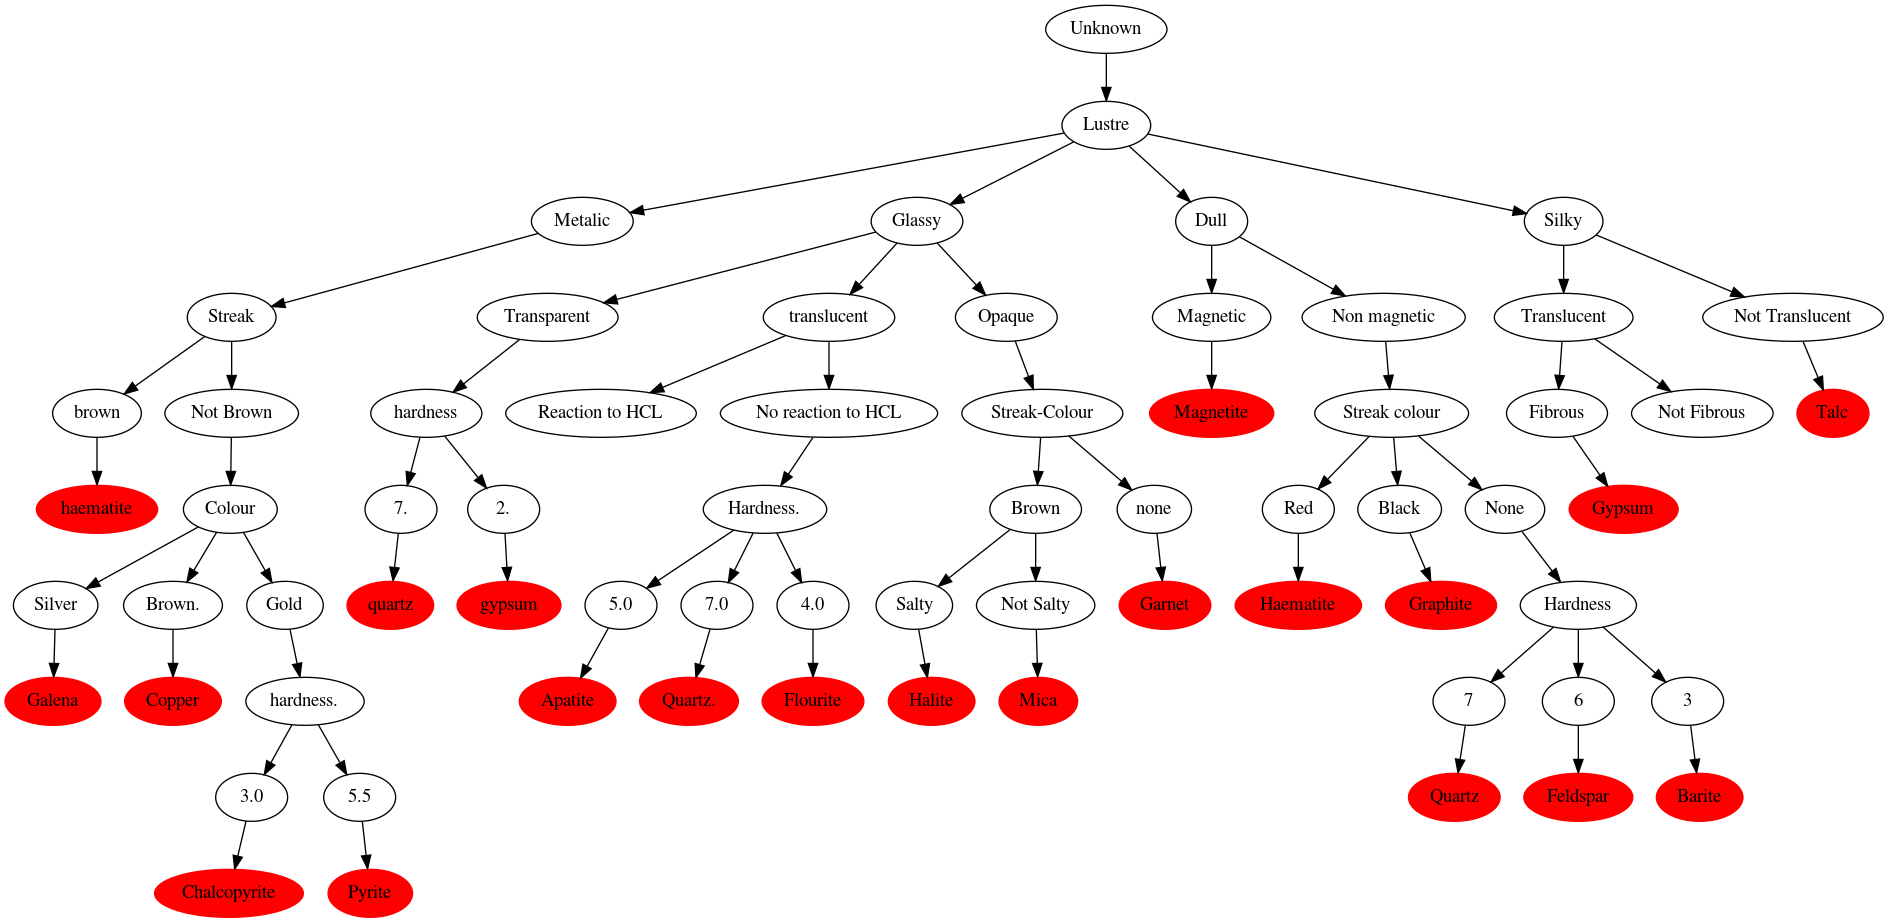 Unknown
Lustre
Metalic
Glassy
Dull
Silky
Streak
Transparent
translucent
Opaque
Magnetic
Non magnetic
Translucent
Not Translucent
brown
Not Brown
hardness
Reaction to HCL
No reaction to HCL
Streak-Colour
Magnetite
Streak colour
Fibrous
Not Fibrous
Talc
haematite
Colour
7.
2.
Hardness.
Brown
none
Red
Black
None
Gypsum
Silver
Brown.
Gold
quartz
gypsum
5.0
7.0
4.0
Salty
Not Salty
Garnet
Haematite
Graphite
Hardness
Galena
Copper
hardness.
Apatite
Quartz.
Flourite
Halite
Mica
7
6
3
3.0
5.5
Quartz
Feldspar
Barite
Chalcopyrite
Pyrite